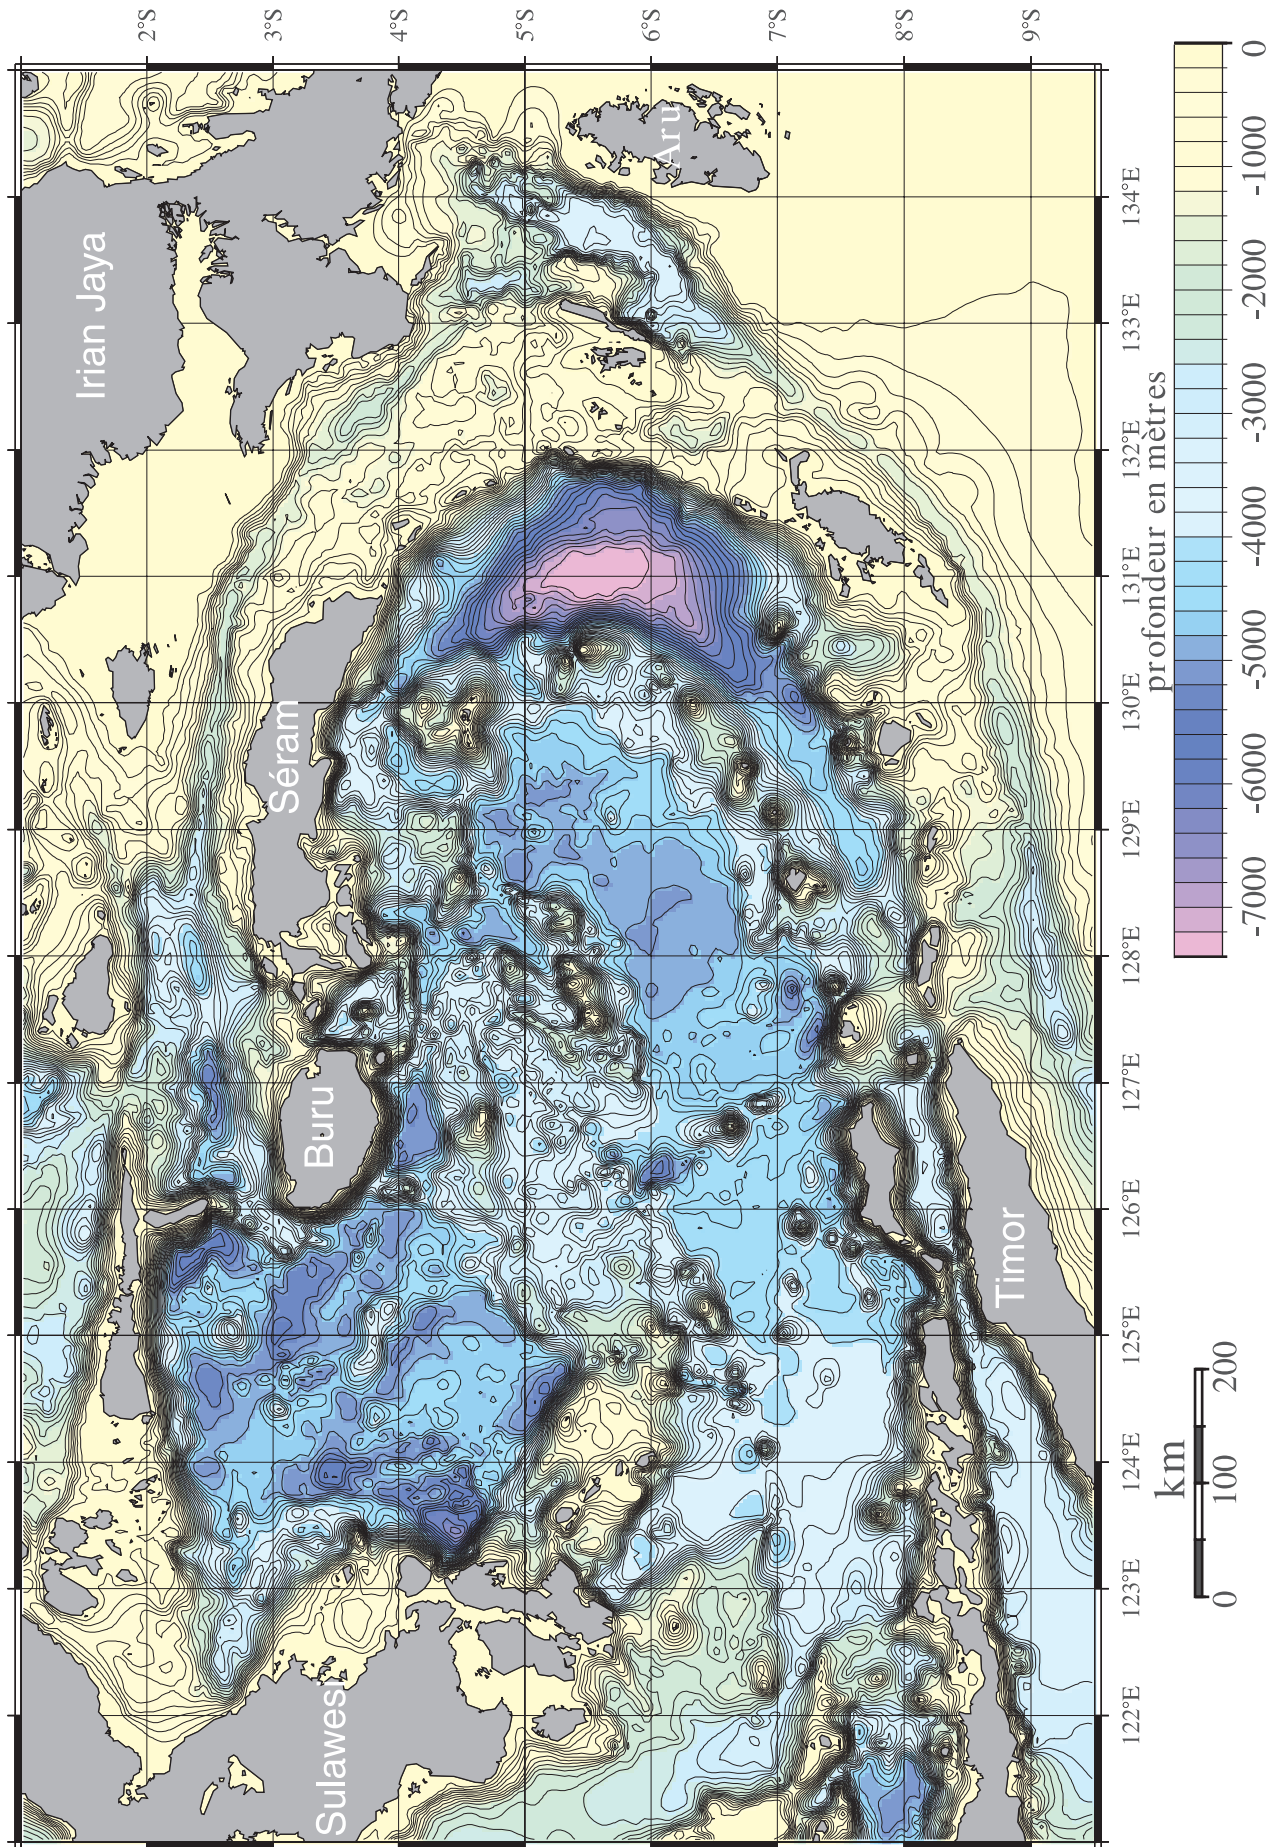 2°S
3°S
4°S
5°S
6°S
7°S
8°S
9°S
Irian Jaya
Aru
Séram
Buru
Timor
Sulawesi
134°E
133°E
132°E
131°E
130°E
129°E
128°E
127°E
126°E
125°E
124°E
123°E
122°E
profondeur en mètres
0
-1000
-2000
-3000
-4000
-5000
-6000
-7000
km
0 100 200